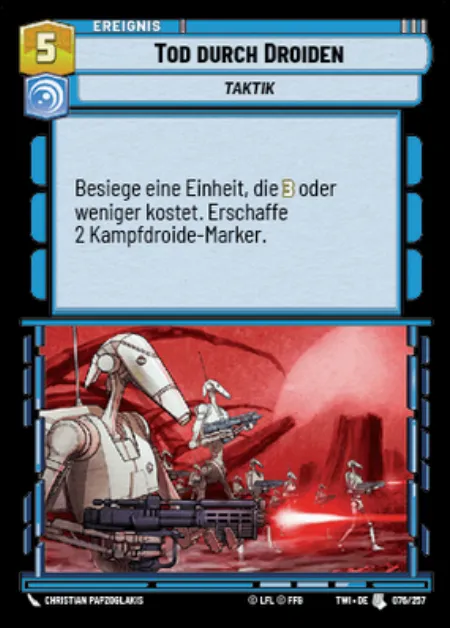 EREIGNIS
5
TOD DURCH DROIDEN
TAKTIK
Besiege eine Einheit, die 3 oder
weniger kostet. Erschaffe
2 Kampfdroide-Marker.
CHRISTIAN PAPZOGLAKIS
© LFL © FFG
TWI • DE
076/257